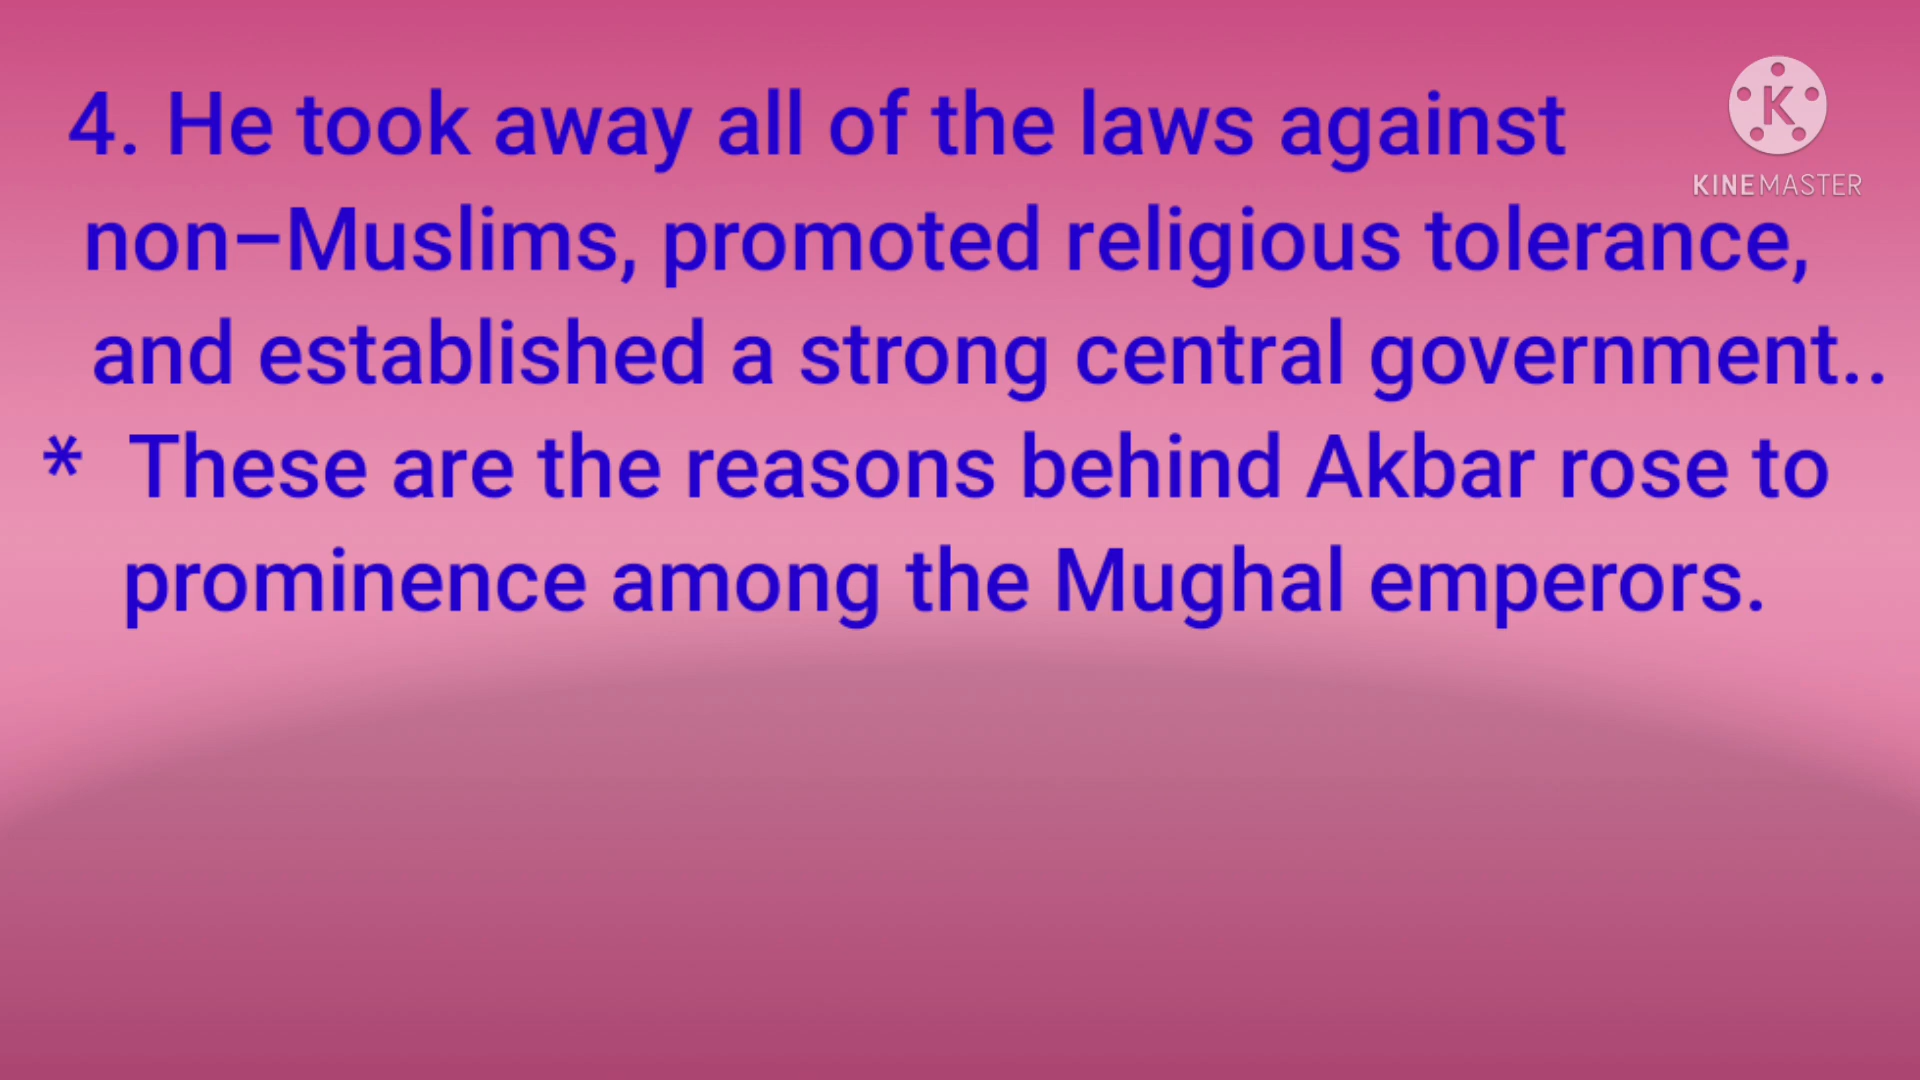 4. He took away all of the laws against
non–Muslims, promoted religious tolerance,
and established a strong central government..
* These are the reasons behind Akbar rose to
prominence among the Mughal emperors.
K
KINEMASTER